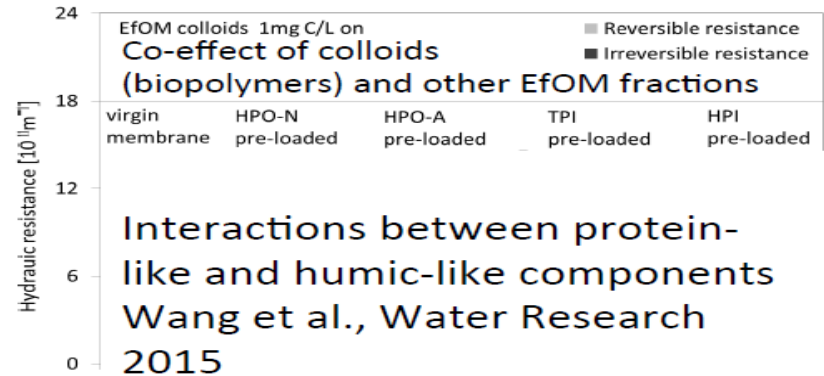 24
EfOM colloids 1mg C/L on
Reversible resistance
Irreversible resistance
Co-effect of colloids
(biopolymers) and other EfOM fractions
18
virgin HPO-N HPO-A TPI HPI
membrane pre-loaded pre-loaded pre-loaded pre-loaded
Hydrauic resistance [10¹¹m⁻¹]
12
Interactions between protein-
like and humic-like components
6
Wang et al., Water Research
2015
0